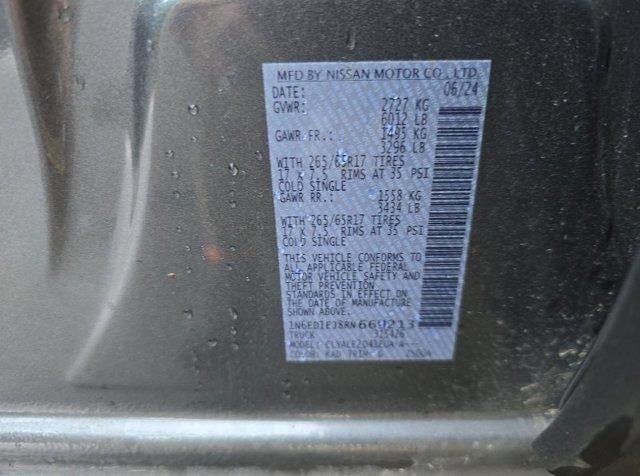 MFD BY NISSAN MOTOR CO., LTD.
DATE: 06/24
GVWR: 2727 KG
6012 LB
GAWR FR.: 1495 KG
3296 LB
WITH 265/65R17 TIRES
17 x 7.5 RIMS AT 35 PSI
COLD SINGLE
GAWR RR.: 1558 KG
3434 LB
WITH 265/65R17 TIRES
17 x 7.5 RIMS AT 35 PSI
COLD SINGLE
THIS VEHICLE CONFORMS TO
ALL APPLICABLE FEDERAL
MOTOR VEHICLE SAFETY AND
THEFT PREVENTION
STANDARDS IN EFFECT ON
THE DATE OF MANUFACTURE
SHOWN ABOVE.
1N6ED1EJ8RN669213
TRUCK
MODEL: A--
COLOR: KAD TRIM: G